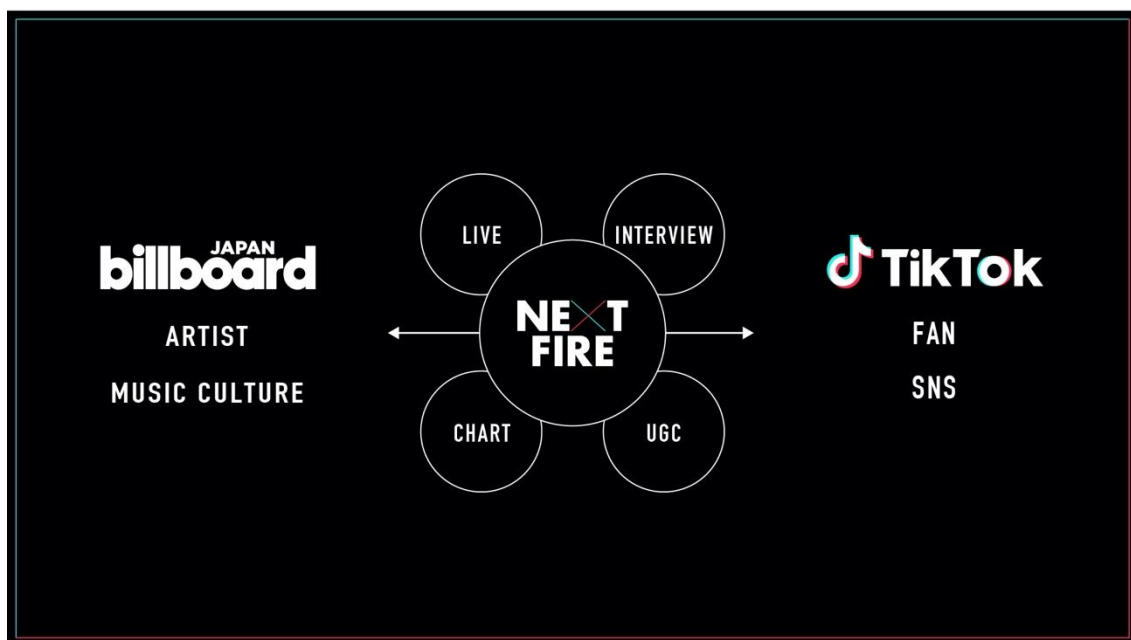 JAPAN
billboard
ARTIST
MUSIC CULTURE
LIVE
INTERVIEW
NEXT
FIRE
CHART
UGC
TikTok
FAN
SNS